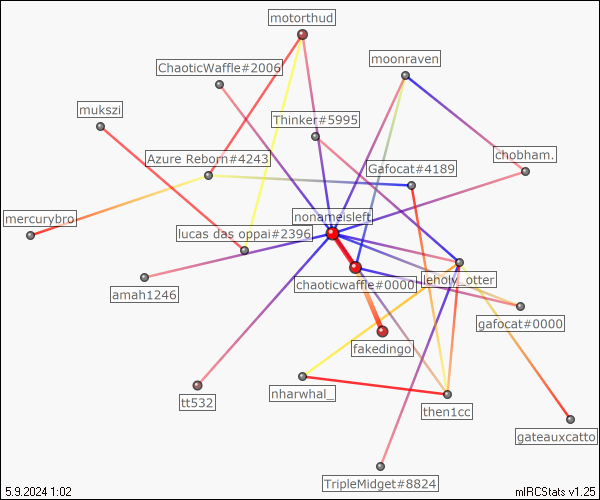 motorthud
moonraven
ChaoticWaffle#2006
mukszi
Thinker#5995
chobham.
Azure Reborn#4243
Gafocat#4189
mercurybro
nonameisleft
lucas das oppai#2396
leholy_otter
chaoticwaffle#0000
amah1246
gafocat#0000
fakedingo
nharwhal_
tt532
then1cc
gateauxcatto
TripleMidget#8824
5.9.2024 1:02
mIRCStats v1.25